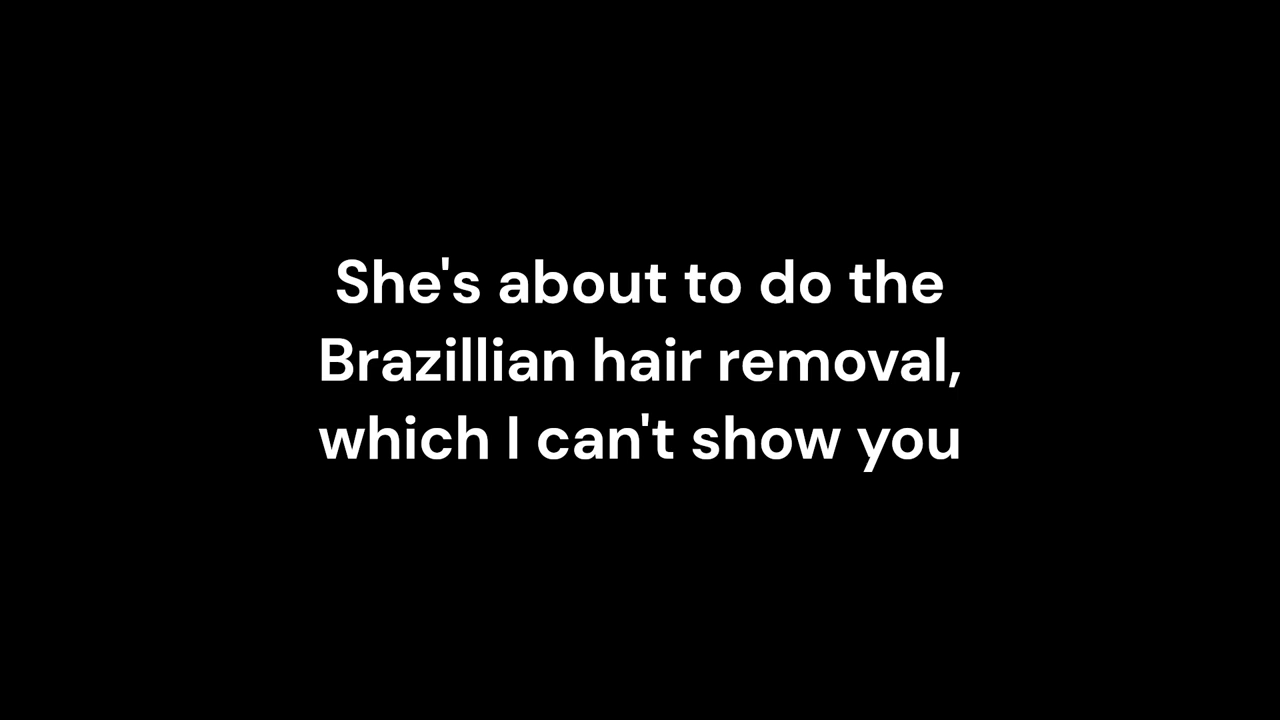 She's about to do the
Brazillian hair removal,
which I can't show you